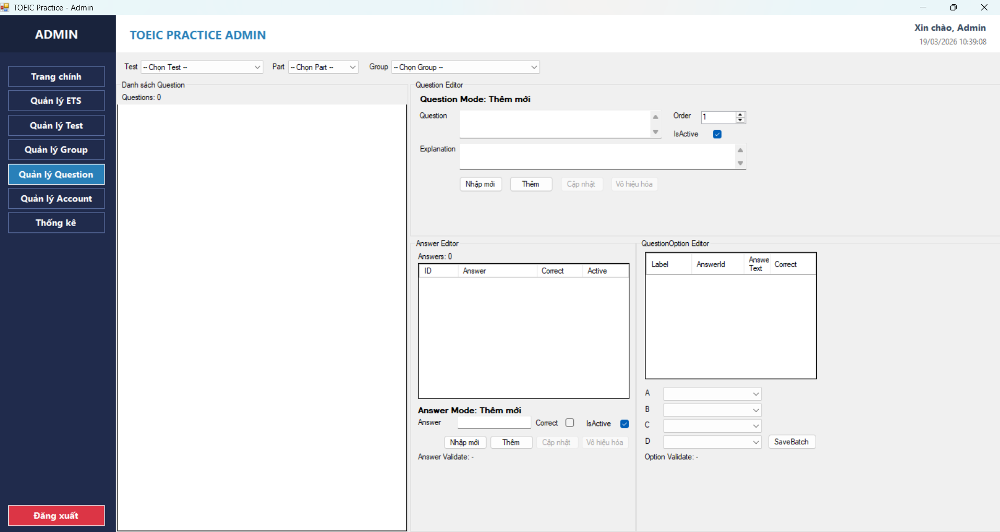 TOEIC Practice - Admin
ADMIN
TOEIC PRACTICE ADMIN
Xin chào, Admin
19/03/2026 10:39:08
Trang chính
Quản lý ETS
Quản lý Test
Quản lý Group
Quản lý Question
Quản lý Account
Thống kê
Đăng xuất
Test -- Chọn Test -- Part -- Chọn Part -- Group -- Chọn Group --
Danh sách Question
Questions: 0
Question Editor
Question Mode: Thêm mới
Question
Order 1
IsActive
Explanation
Nhập mới Thêm Cập nhật Vô hiệu hóa
Answer Editor
Answers: 0
ID Answer Correct Active
Answer Mode: Thêm mới
Answer Correct IsActive
Nhập mới Thêm Cập nhật Vô hiệu hóa
Answer Validate: -
QuestionOption Editor
Label AnswerId Answe Text Correct
A
B
C
D SaveBatch
Option Validate: -